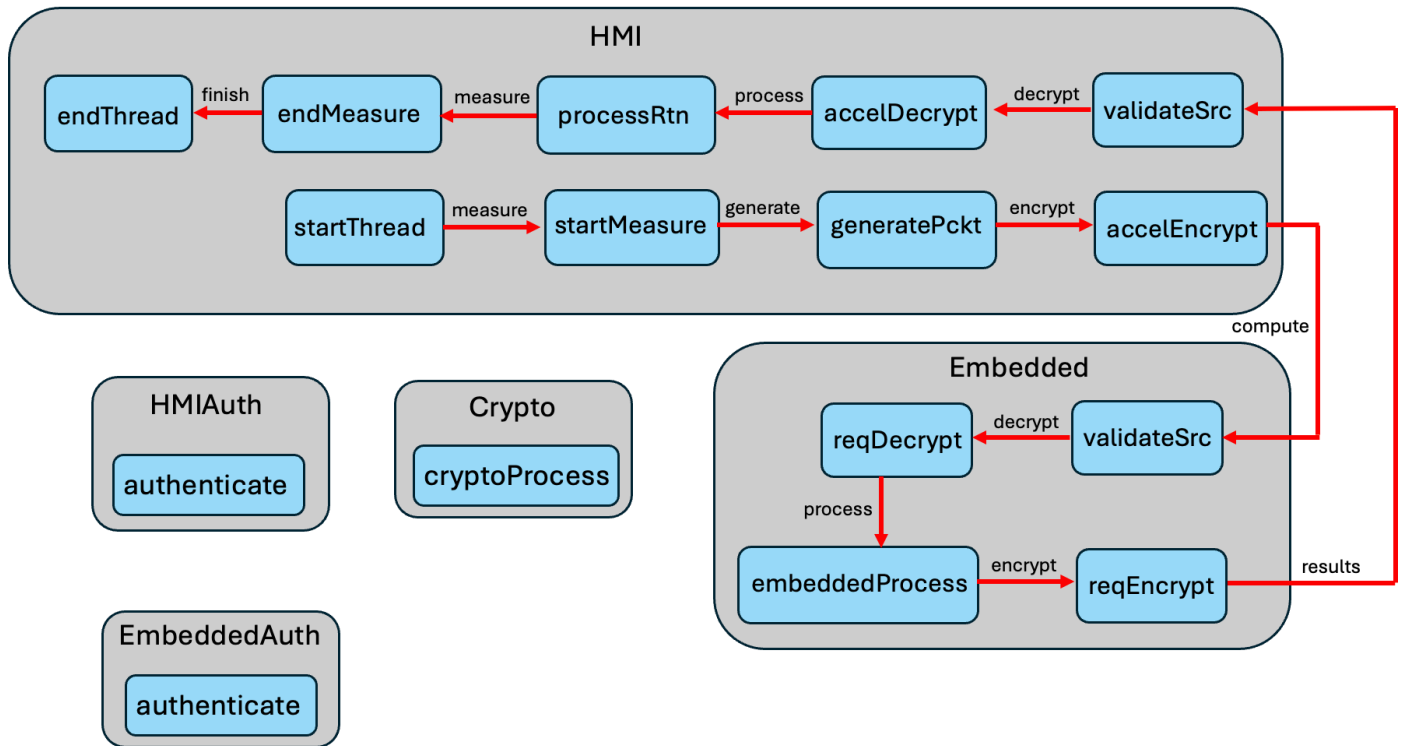 HMI
finish
measure
process
decrypt
endThread
endMeasure
processRtn
accelDecrypt
validateSrc
measure
generate
encrypt
startThread
startMeasure
generatePckt
accelEncrypt
compute
HMIAuth
authenticate
Crypto
cryptoProcess
Embedded
decrypt
reqDecrypt
validateSrc
process
encrypt
results
embeddedProcess
reqEncrypt
EmbeddedAuth
authenticate